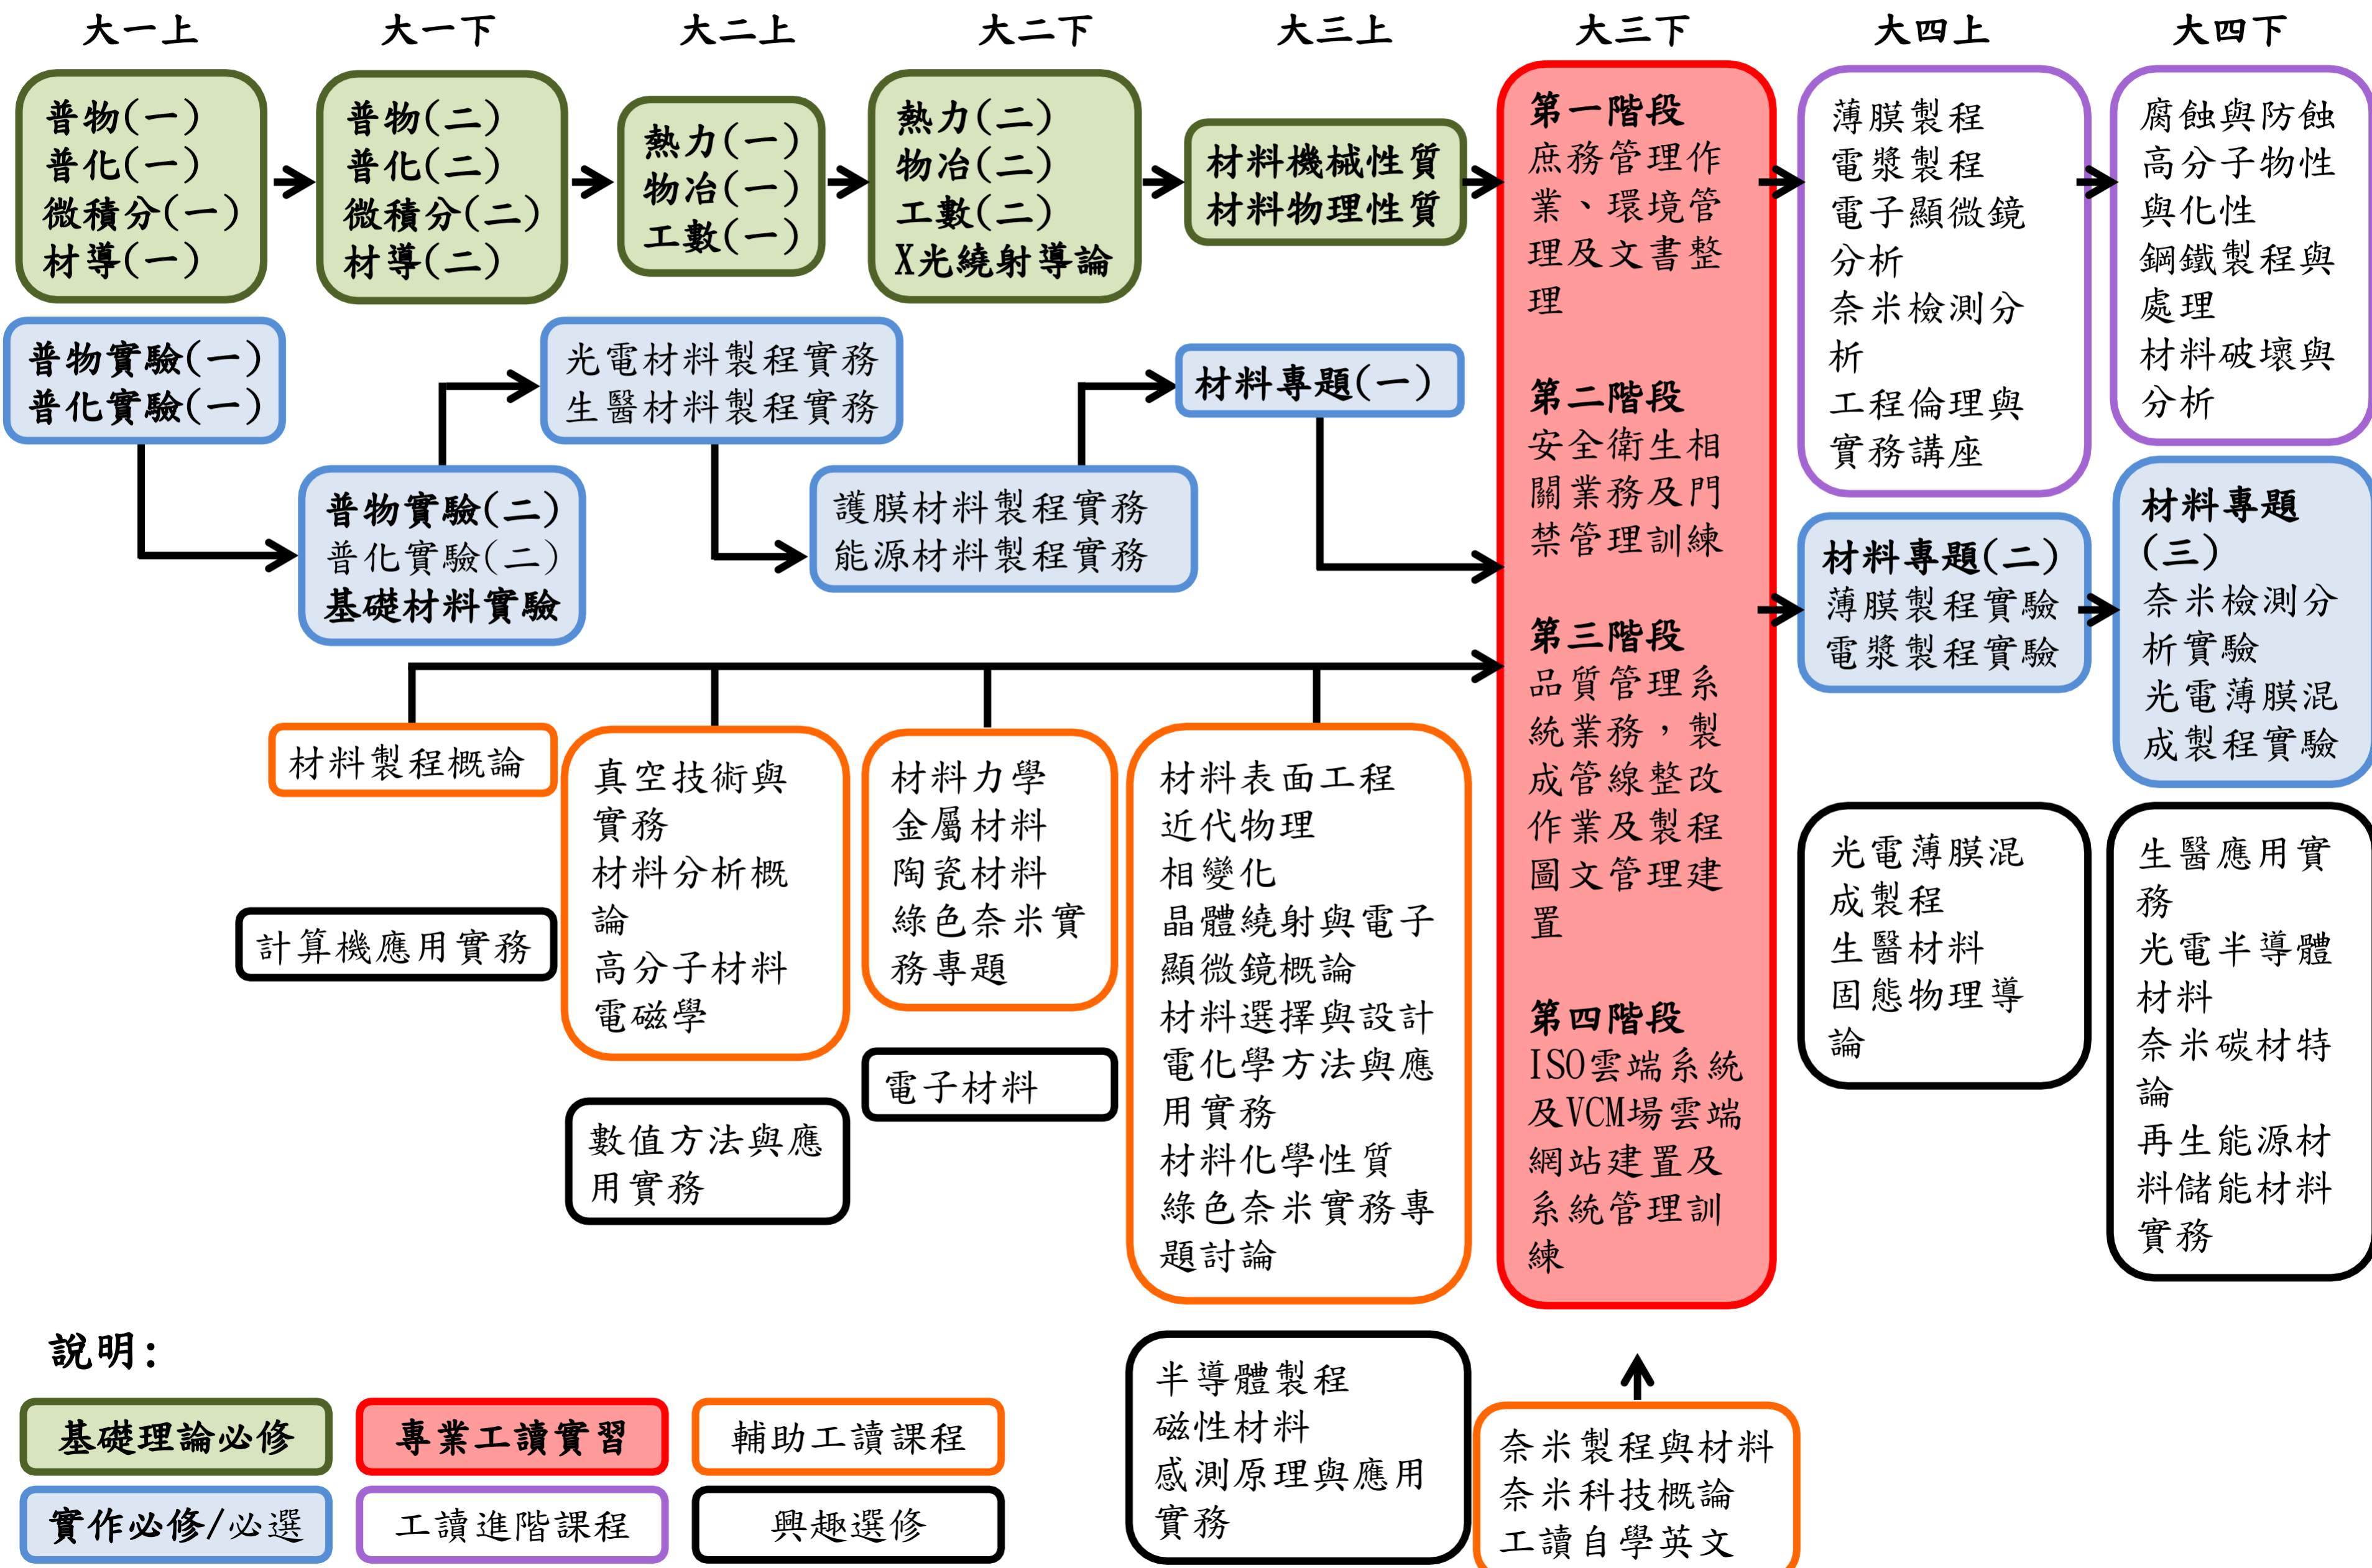 大一上
大一下
大二上
大二下
大三上
大三下
大四上
大四下
普物(一)
普化(一)
微積分(一)
材導(一)
普物(二)
普化(二)
微積分(二)
材導(二)
熱力(一)
物冶(一)
工數(一)
熱力(二)
物冶(二)
工數(二)
X光繞射導論
材料機械性質
材料物理性質
第一階段
庶務管理作
業、環境管
理及文書整
理
第二階段
安全衛生相
關業務及門
禁管理訓練
第三階段
品質管理系
統業務，製
成管線整改
作業及製程
圖文管理建
置
第四階段
ISO雲端系統
及VCM場雲端
網站建置及
系統管理訓
練
薄膜製程
電漿製程
電子顯微鏡
分析
奈米檢測分
析
工程倫理與
實務講座
腐蝕與防蝕
高分子物性
與化性
鋼鐵製程與
處理
材料破壞與
分析
普物實驗(一)
普化實驗(一)
普物實驗(二)
普化實驗(二)
基礎材料實驗
光電材料製程實務
生醫材料製程實務
護膜材料製程實務
能源材料製程實務
材料專題(一)
材料專題(二)
薄膜製程實驗
電漿製程實驗
材料專題
(三)
奈米檢測分
析實驗
光電薄膜混
成製程實驗
材料製程概論
計算機應用實務
真空技術與
實務
材料分析概
論
高分子材料
電磁學
數值方法與應
用實務
材料力學
金屬材料
陶瓷材料
綠色奈米實
務專題
電子材料
材料表面工程
近代物理
相變化
晶體繞射與電子
顯微鏡概論
材料選擇與設計
電化學方法與應
用實務
材料化學性質
綠色奈米實務專
題討論
半導體製程
磁性材料
感測原理與應用
實務
奈米製程與材料
奈米科技概論
工讀自學英文
光電薄膜混
成製程
生醫材料
固態物理導
論
生醫應用實
務
光電半導體
材料
奈米碳材特
論
再生能源材
料儲能材料
實務
說明:
基礎理論必修
專業工讀實習
輔助工讀課程
實作必修/必選
工讀進階課程
興趣選修